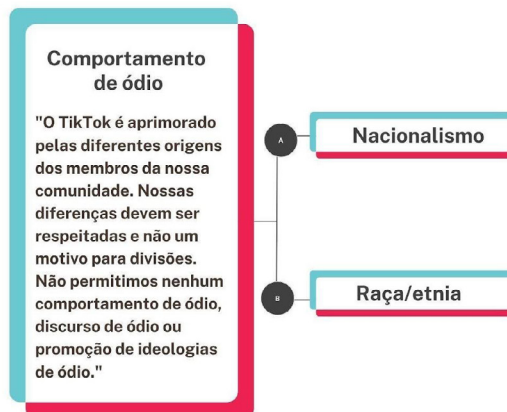 Comportamento
de ódio
"O TikTok é aprimorado
pelas diferentes origens
dos membros da nossa
comunidade. Nossas
diferenças devem ser
respeitadas e não um
motivo para divisões.
Não permitimos nenhum
comportamento de ódio,
discurso de ódio ou
promoção de ideologias
de ódio."
A
Nacionalismo
B
Raça/etnia